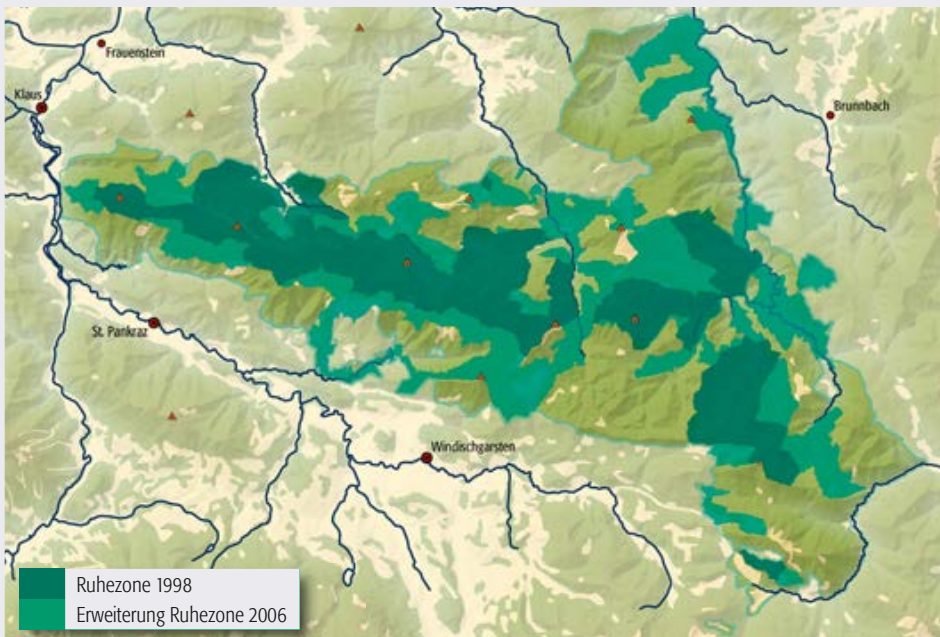 Frauenstein
Klaus
Brunnbach
St. Pankraz
Windischgarsten
Ruhezone 1998
Erweiterung Ruhezone 2006